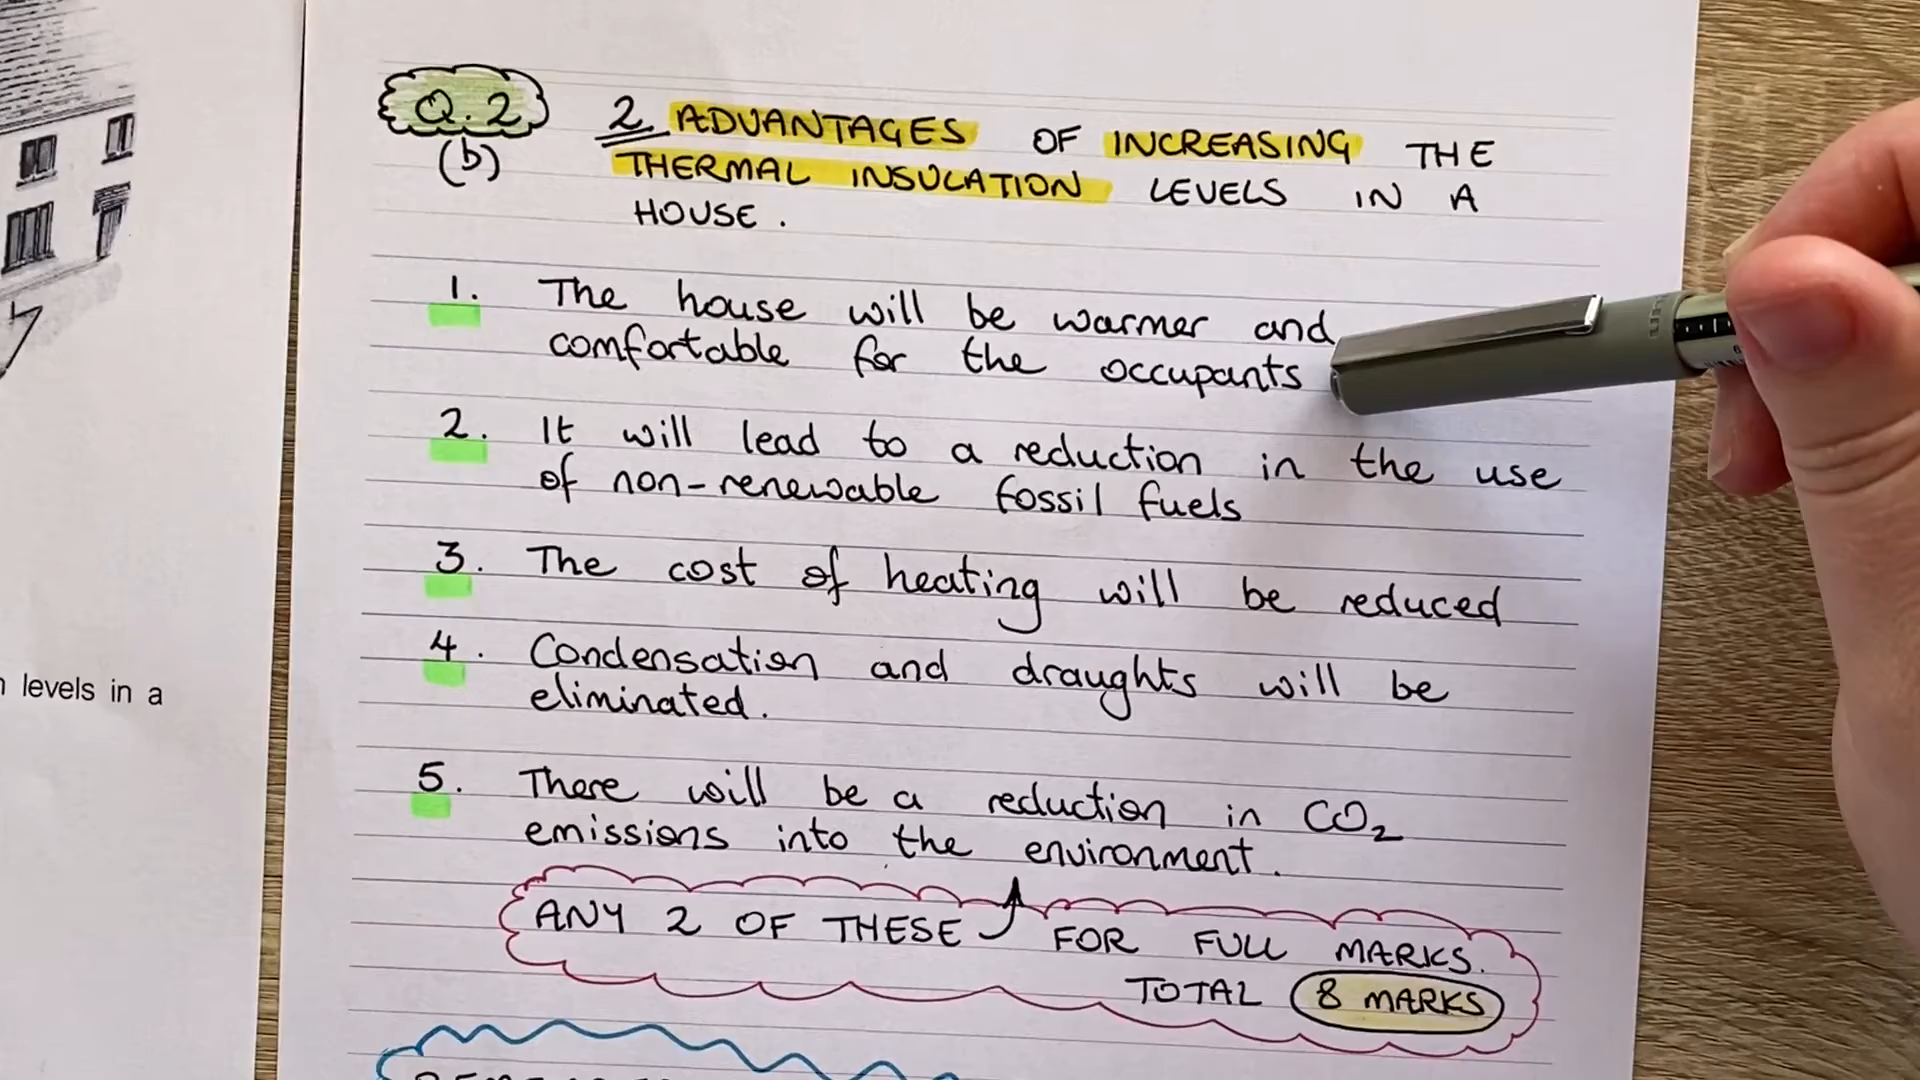 levels in a
Q.2
(b)
2 ADVANTAGES OF INCREASING THE
THERMAL INSULATION LEVELS IN A
HOUSE.
1. The house will be warmer and
comfortable for the occupants
2. It will lead to a reduction in the use
of non-renewable fossil fuels
3. The cost of heating will be reduced
4. Condensation and draughts will be
eliminated.
5. There will be a reduction in CO2
emissions into the environment.
ANY 2 OF THESE FOR FULL MARKS.
TOTAL 8 MARKS